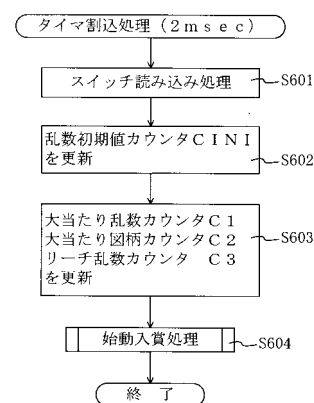 タイマ割込処理(2msec)
スイッチ読み込み処理
S601
乱数初期値カウンタCINI
を更新
S602
大当たり乱数カウンタC1
大当たり図柄カウンタC2
リーチ乱数カウンタ C3
を更新
S603
始動入賞処理
S604
終 了